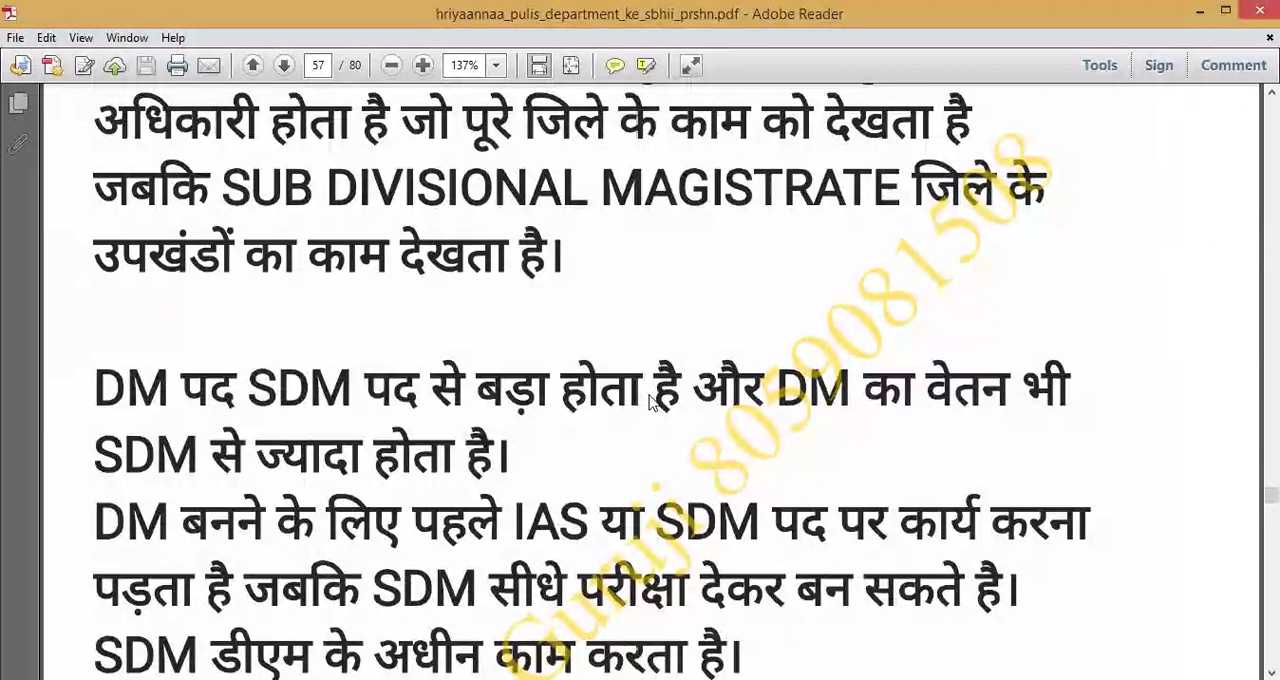 hriyaannaa_pulis_department_ke_sbhii_prshn.pdf - Adobe Reader
File Edit View Window Help
57 / 80 137% Tools Sign Comment
अधिकारी होता है जो पूरे जिले के काम को देखता है
जबकि SUB DIVISIONAL MAGISTRATE जिले के
उपखंडों का काम देखता है।
DM पद SDM पद से बड़ा होता है और DM का वेतन भी
SDM से ज्यादा होता है।
DM बनने के लिए पहले IAS या SDM पद पर कार्य करना
पड़ता है जबकि SDM सीधे परीक्षा देकर बन सकते है।
SDM डीएम के अधीन काम करता है।
Guruji 8059081508